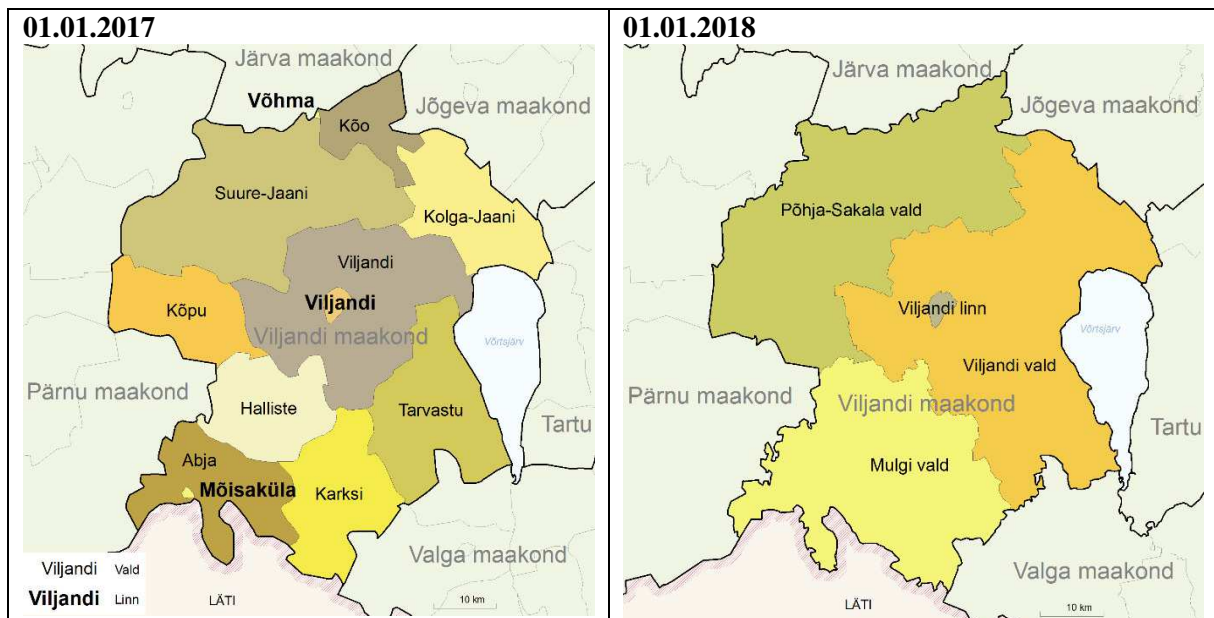 01.01.2017
Järva maakond
Võhma
Jõgeva maakond
Kõo
Suure-Jaani
Kolga-Jaani
Viljandi
Kõpu
Viljandi
Viljandi maakond
Võrtsjärv
Pärnu maakond
Halliste
Tarvastu
Tartu
Abja
Mõisaküla
Karksi
Valga maakond
Viljandi Vald
Viljandi Linn
LÄTI
10 km
01.01.2018
Järva maakond
Jõgeva maakond
Põhja-Sakala vald
Viljandi linn
Võrtsjärv
Viljandi vald
Pärnu maakond
Viljandi maakond
Tartu
Mulgi vald
Valga maakond
LÄTI
10 km